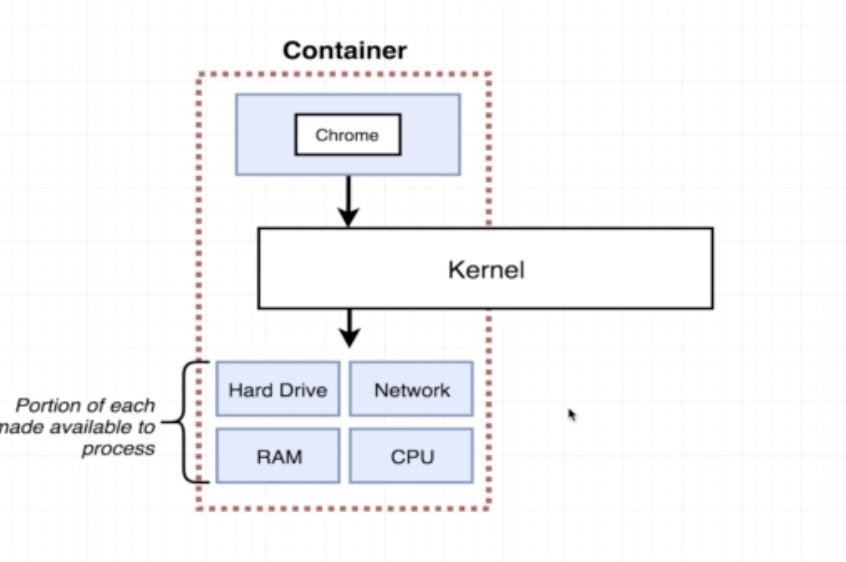 Container
Chrome
Kernel
Hard Drive
Network
Portion of each
made available to
process
RAM
CPU